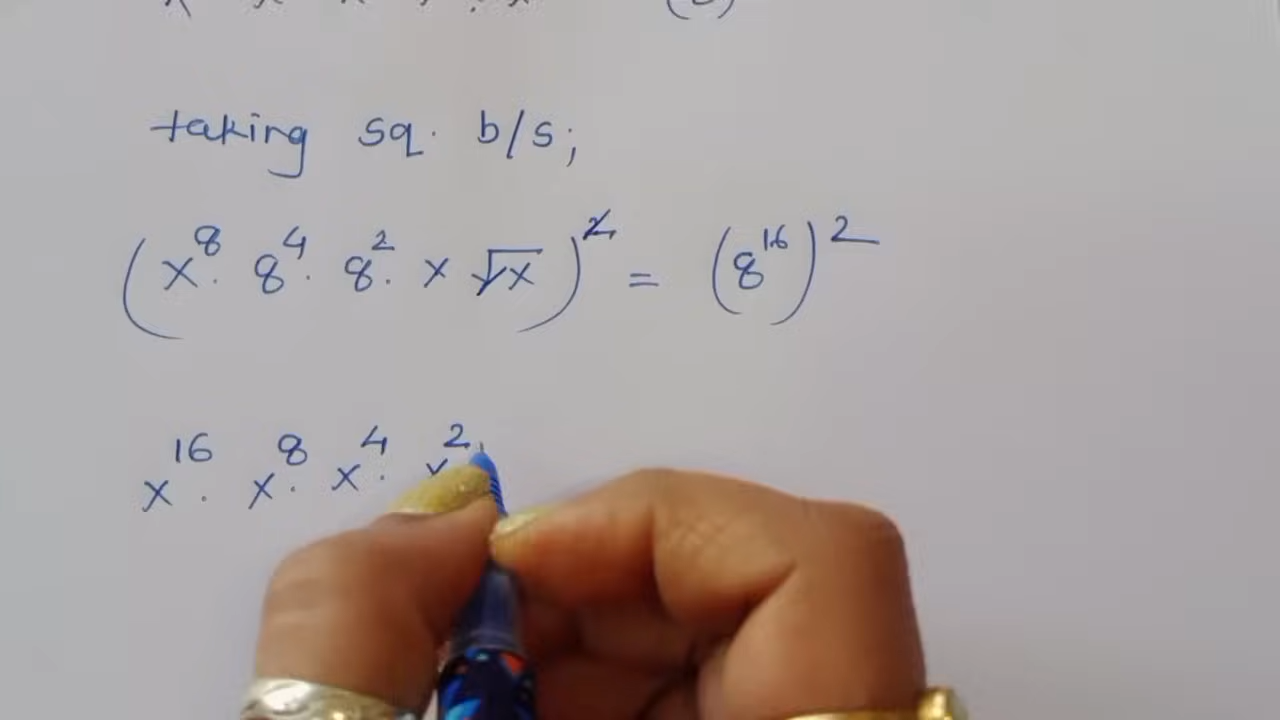 taking sq. b/s;
(x⁸. 8⁴. 8². x √x)² = (8¹⁶)²
x¹⁶. x⁸. x⁴. x²